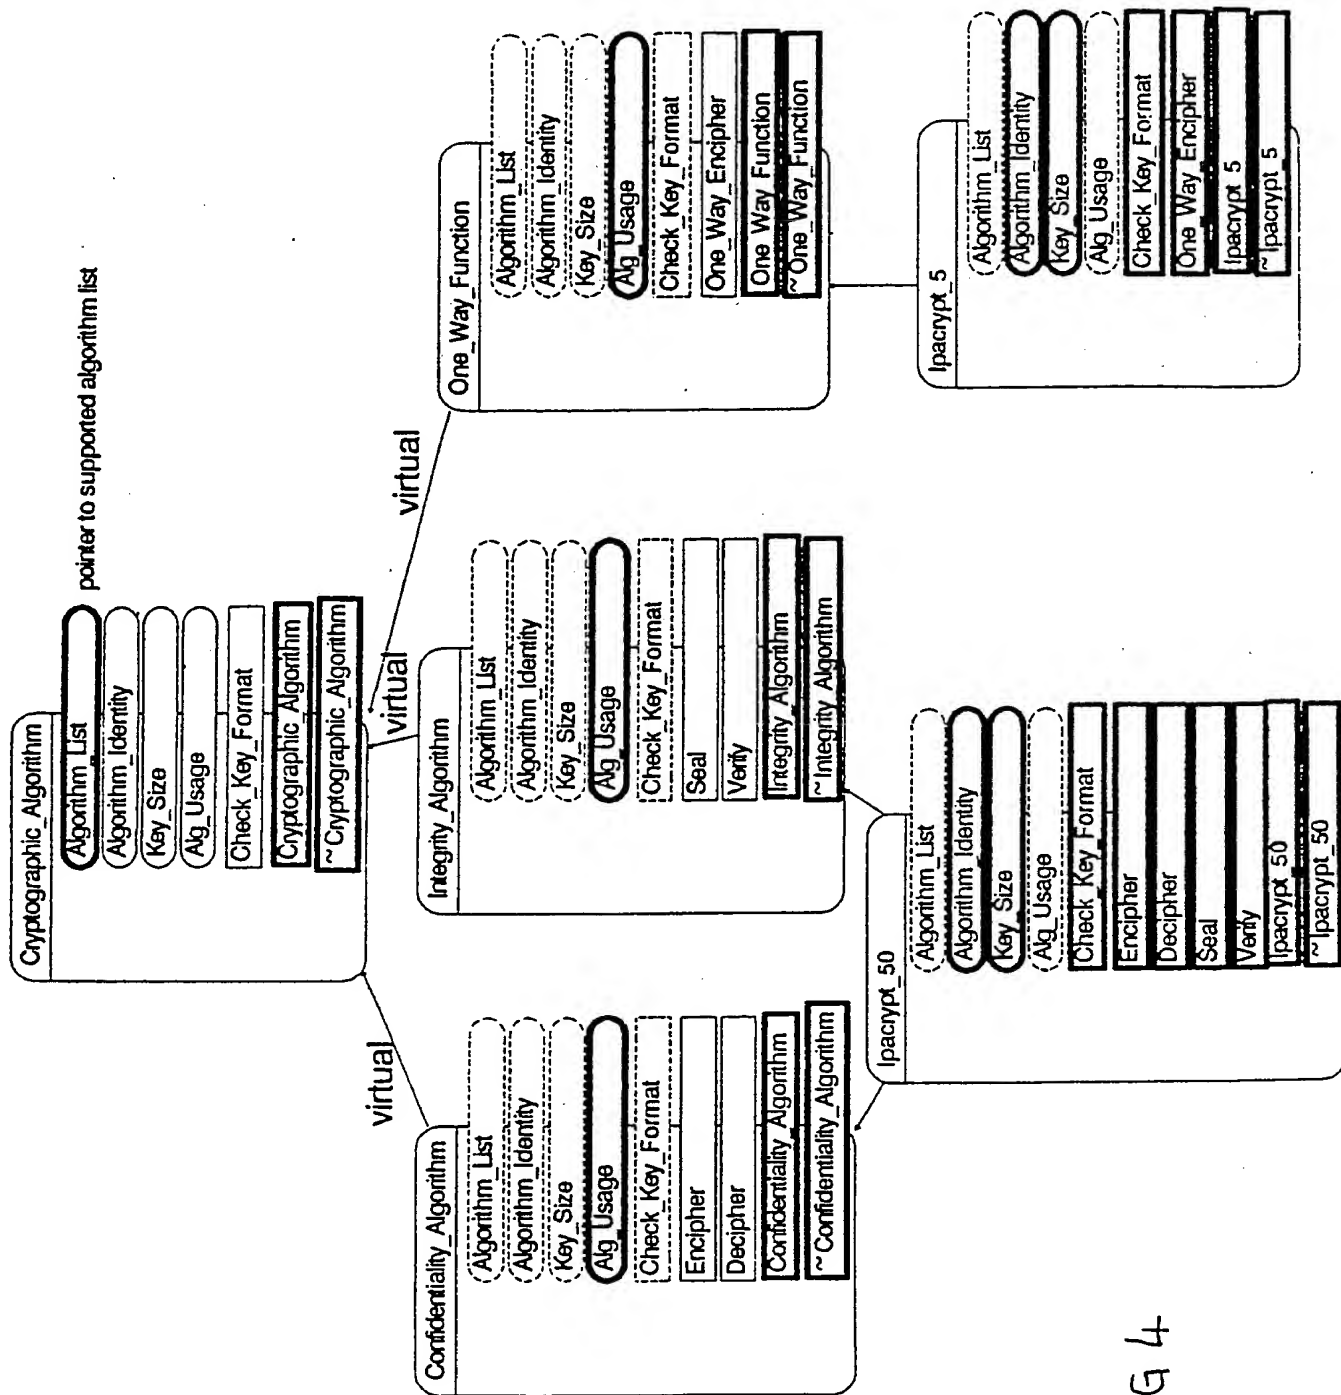 Cryptographic_Algorithm
Algorithm_List
pointer to supported algorithm list
Algorithm_Identity
Key_Size
Alg_Usage
Check_Key_Format
Cryptographic_Algorithm
~Cryptographic_Algorithm
virtual
virtual
virtual
Confidentiality_Algorithm
Algorithm_List
Algorithm_Identity
Key_Size
Alg_Usage
Check_Key_Format
Encipher
Decipher
Confidentiality_Algorithm
~Confidentiality_Algorithm
Integrity_Algorithm
Algorithm_List
Algorithm_Identity
Key_Size
Alg_Usage
Check_Key_Format
Seal
Verify
Integrity_Algorithm
~Integrity_Algorithm
One_Way_Function
Algorithm_List
Algorithm_Identity
Key_Size
Alg_Usage
Check_Key_Format
One_Way_Encipher
One_Way_Function
~One_Way_Function
Ipacrypt_50
Algorithm_List
Algorithm_Identity
Key_Size
Alg_Usage
Check_Key_Format
Encipher
Decipher
Seal
Verify
Ipacrypt_50
~Ipacrypt_50
Ipacrypt_5
Algorithm_List
Algorithm_Identity
Key_Size
Alg_Usage
Check_Key_Format
One_Way_Encipher
Ipacrypt_5
~Ipacrypt_5
G 4